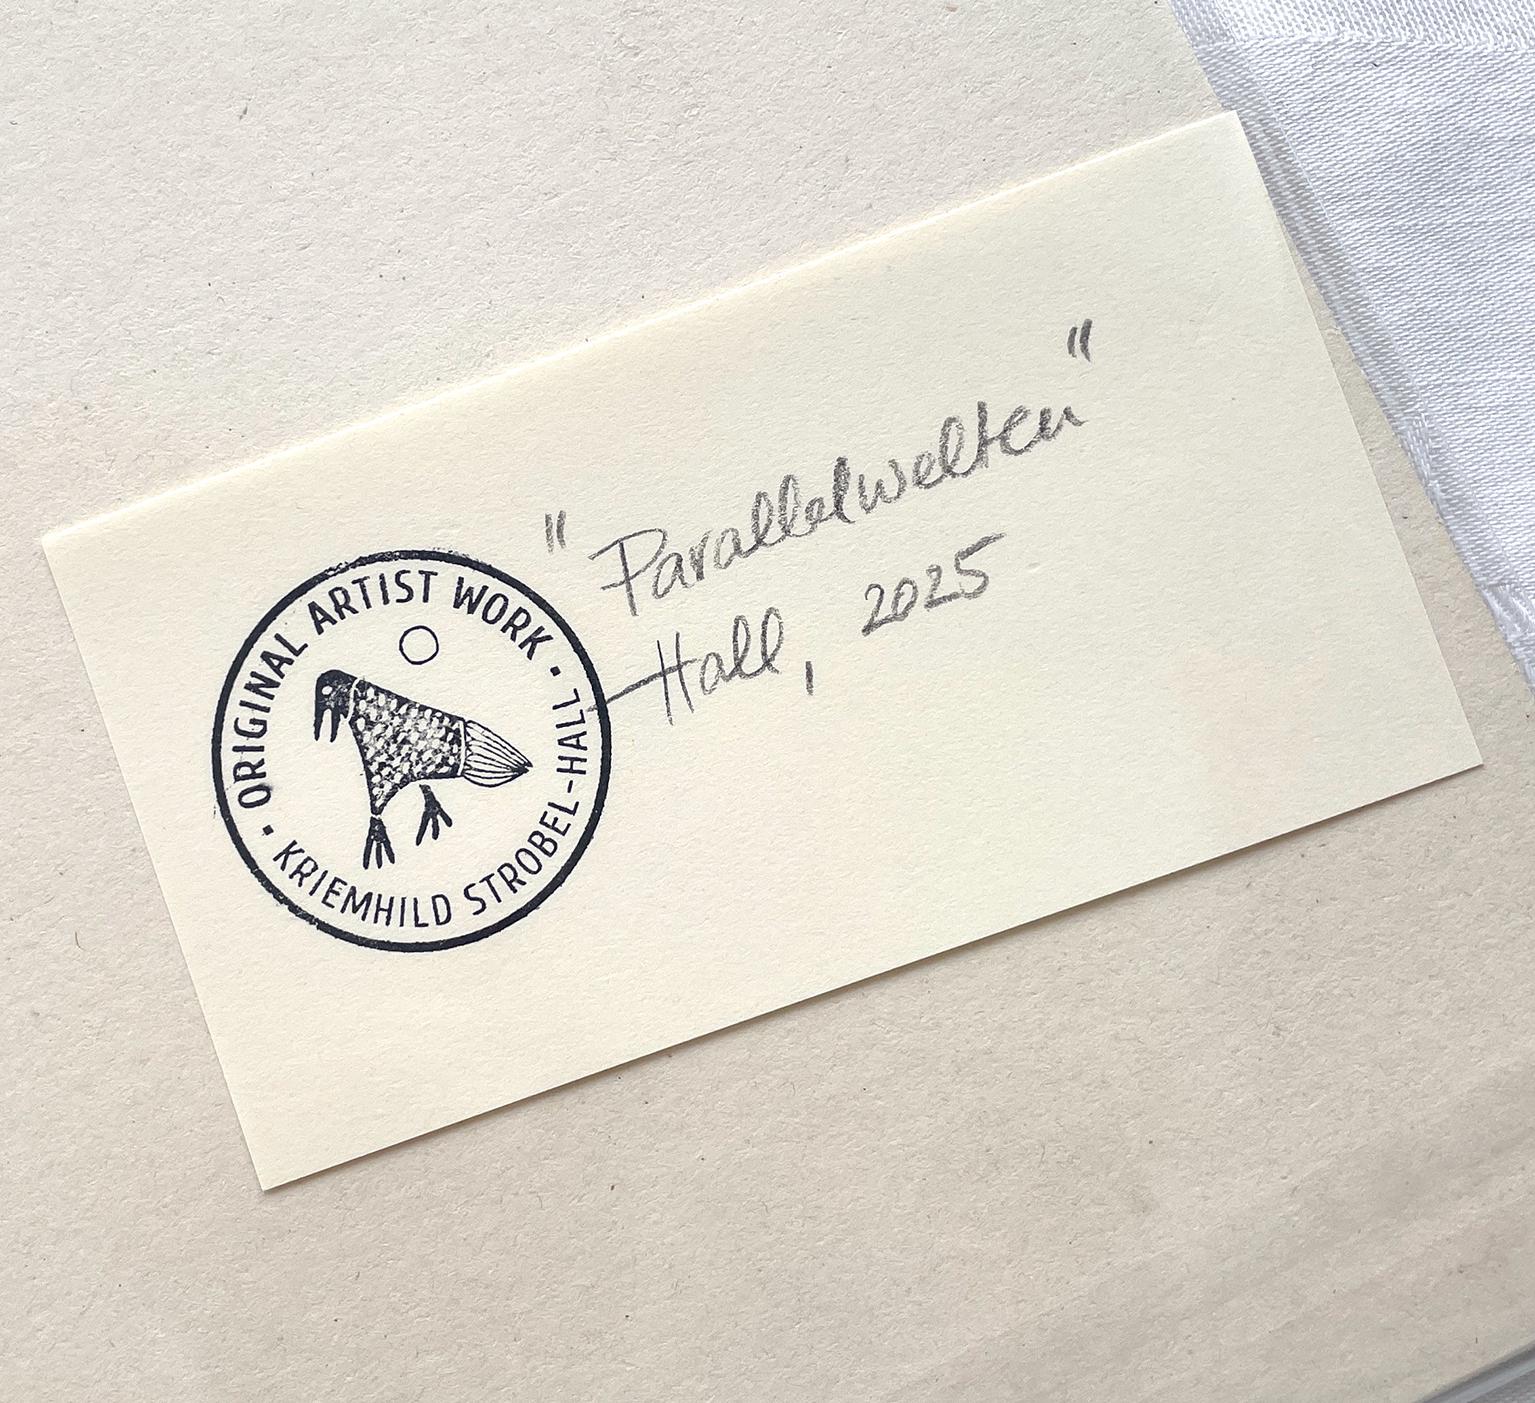 "Parallelwelten"
Hall, 2025
ORIGINAL ARTIST WORK ·
KRIEMHILD STROBEL-HALL ·